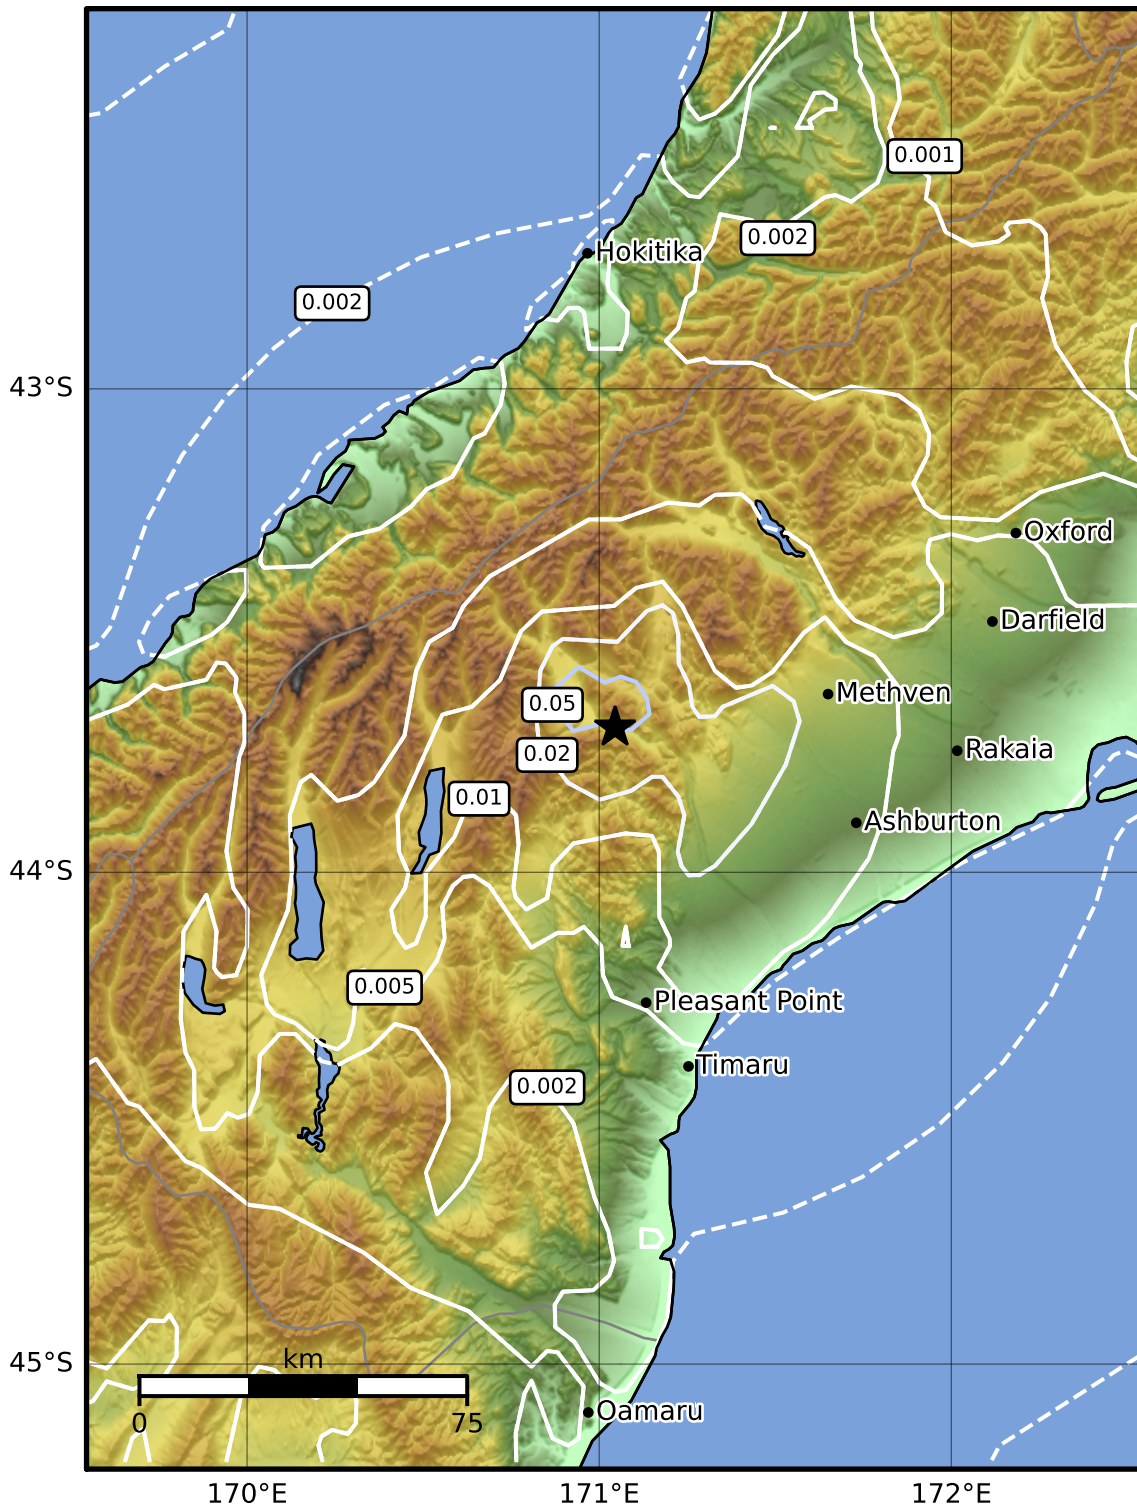 0.001
0.002
Hokitika
0.002
43°S
Oxford
Darfield
Methven
0.05
Rakaia
0.02
0.01
Ashburton
44°S
0.005
Pleasant Point
Timaru
0.002
km
45°S
Oamaru
0
75
170°E
171°E
172°E